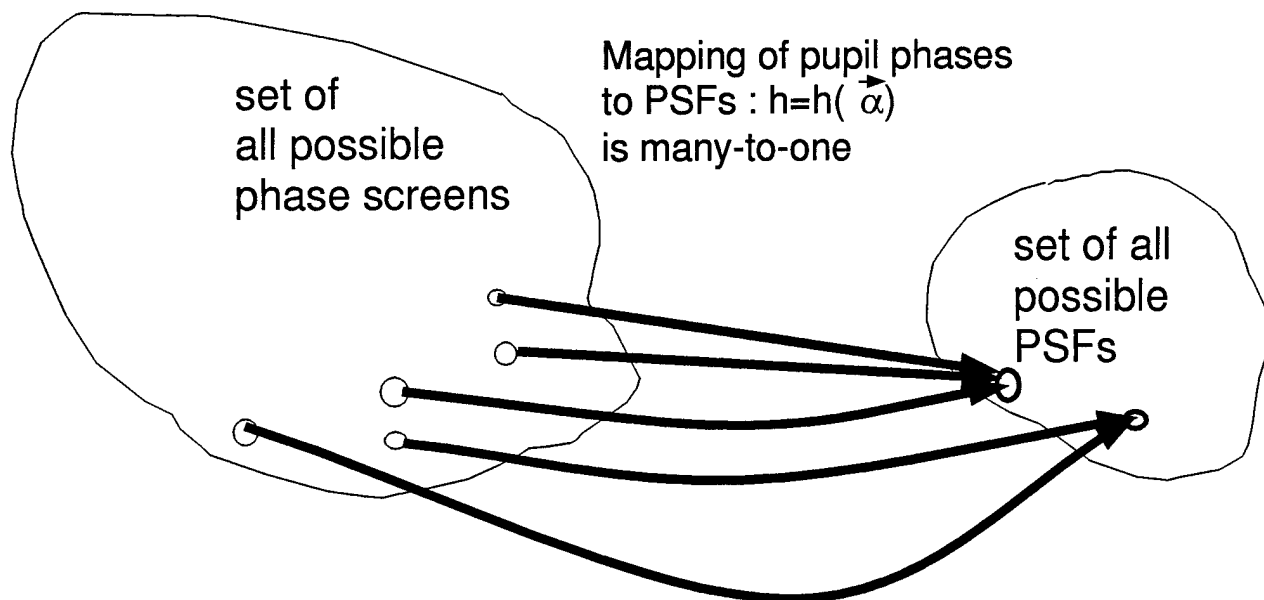 set of
all possible
phase screens
Mapping of pupil phases
to PSFs : h=h( α⃗)
is many-to-one
set of all
possible
PSFs